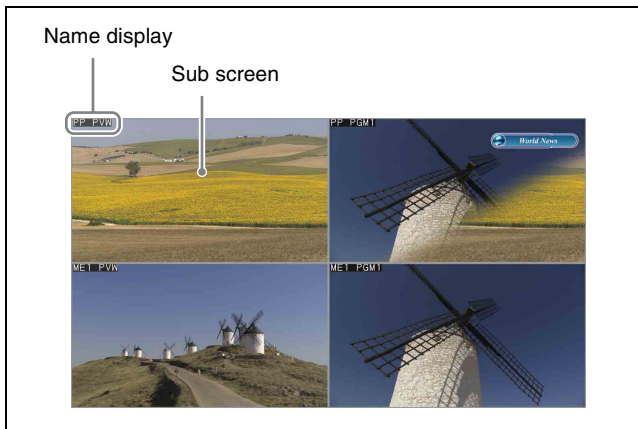 Name display
Sub screen
PP PVW
PP PGM1
World News
ME1 PVW
ME1 PGM1